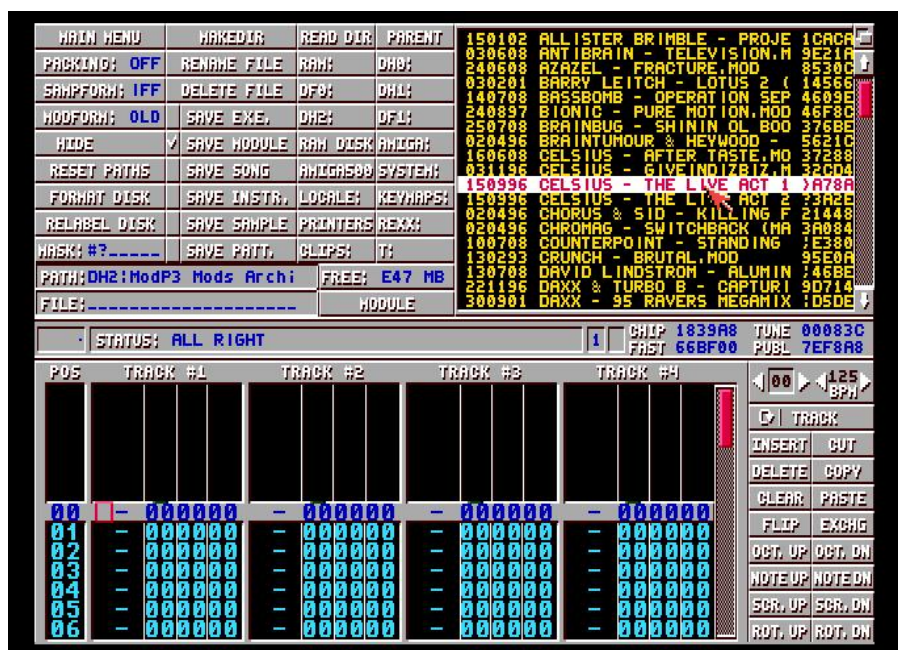 MAIN MENU MAKEDIR READ DIR PARENT
PACKING: OFF RENAME FILE RAM: DH0:
SAMPFORM: IFF DELETE FILE DF0: DH1:
MODFORM: OLD SAVE EXE. DH2: DF1:
HIDE SAVE MODULE RAM DISK AMIGA:
RESET PATHS SAVE SONG AMIGA500 SYSTEM:
FORMAT DISK SAVE INSTR. LOCALE: KEYMAPS:
RELABEL DISK SAVE SAMPLE PRINTERS REXX:
MASK: #?_____ SAVE PATT. CLIPS: T:
PATH: DH2:ModP3 Mods Archi FREE: E47 MB
FILE:____________________ MODULE
150102 ALLISTER BRIMBLE - PROJE 1CACA
030608 ANTIBRAIN - TELEVISION.M 9E21A
240608 AZAZEL - FRACTURE.MOD 8530C
030201 BARRY LEITCH - LOTUS 2 ( 14566
140708 BASSBOMB - OPERATION SEP 4609E
240897 BIONIC - PURE MOTION.MOD 46F8C
250708 BRAINBUG - SHININ OL BOO 376BE
020496 BRAINTUMOUR & HEYWOOD - 5621C
160608 CELSIUS - AFTER TASTE.MO 37288
031196 CELSIUS - GIVEINDIZBIZ.M 32CD4
150996 CELSIUS - THE LIVE ACT 1 >A78A
150996 CELSIUS - THE LIVE ACT 2 ?3A2E
020496 CHORUS & SID - KILLING F 21448
020496 CHROMAG - SWITCHBACK (MA 3A084
100708 COUNTERPOINT - STANDING ;E380
130293 CRUNCH - BRUTAL.MOD 95E0A
130708 DAVID LINDSTROM - ALUMIN :46BE
221196 DAXX & TURBO B - CAPTURI 9D714
300901 DAXX - 95 RAVERS MEGAMIX :D5DE
STATUS: ALL RIGHT 1 CHIP 1839A8 TUNE 00083C
FAST 66BF00 PUBL 7EF8A8
POS TRACK #1 TRACK #2 TRACK #3 TRACK #4
00 125 BPM
TRACK
INSERT CUT
DELETE COPY
CLEAR PASTE
FLIP EXCHG
OCT. UP OCT. DN
NOTE UP NOTE DN
SCR. UP SCR. DN
ROT. UP ROT. DN
00 - 000000 - 000000 - 000000 - 000000
01 - 000000 - 000000 - 000000 - 000000
02 - 000000 - 000000 - 000000 - 000000
03 - 000000 - 000000 - 000000 - 000000
04 - 000000 - 000000 - 000000 - 000000
05 - 000000 - 000000 - 000000 - 000000
06 - 000000 - 000000 - 000000 - 000000